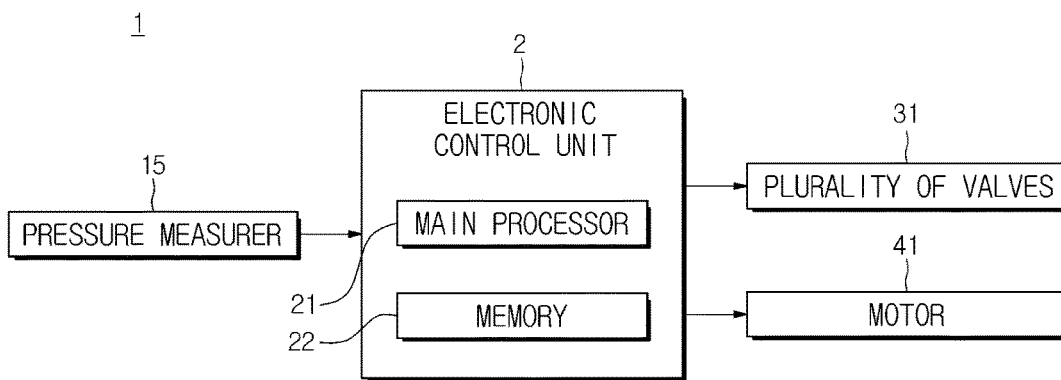 1
2
ELECTRONIC
CONTROL UNIT
15
PRESSURE MEASURER
31
PLURALITY OF VALVES
21
MAIN PROCESSOR
41
MOTOR
22
MEMORY